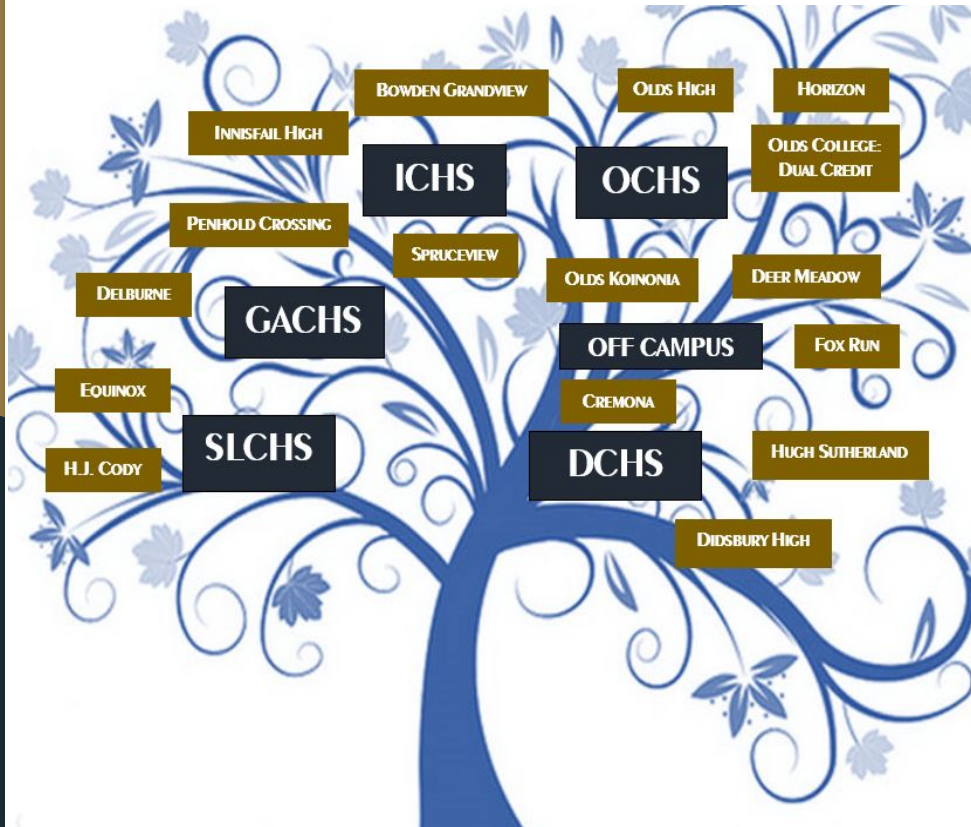 Bowden Grandview
Olds High
Horizon
Innisfail High
Olds College:
Dual Credit
ICHS
OCHS
Penhold Crossing
Spruceview
Olds Koinonia
Deer Meadow
Delburne
GACHS
OFF CAMPUS
Fox Run
Equinox
Cremona
SLCHS
DCHS
Hugh Sutherland
H.J. Cody
Didsbury High